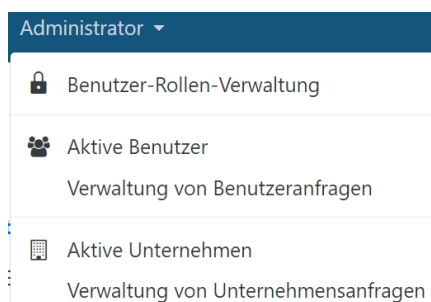 Administrator
Benutzer-Rollen-Verwaltung
Aktive Benutzer
Verwaltung von Benutzeranfragen
Aktive Unternehmen
Verwaltung von Unternehmensanfragen